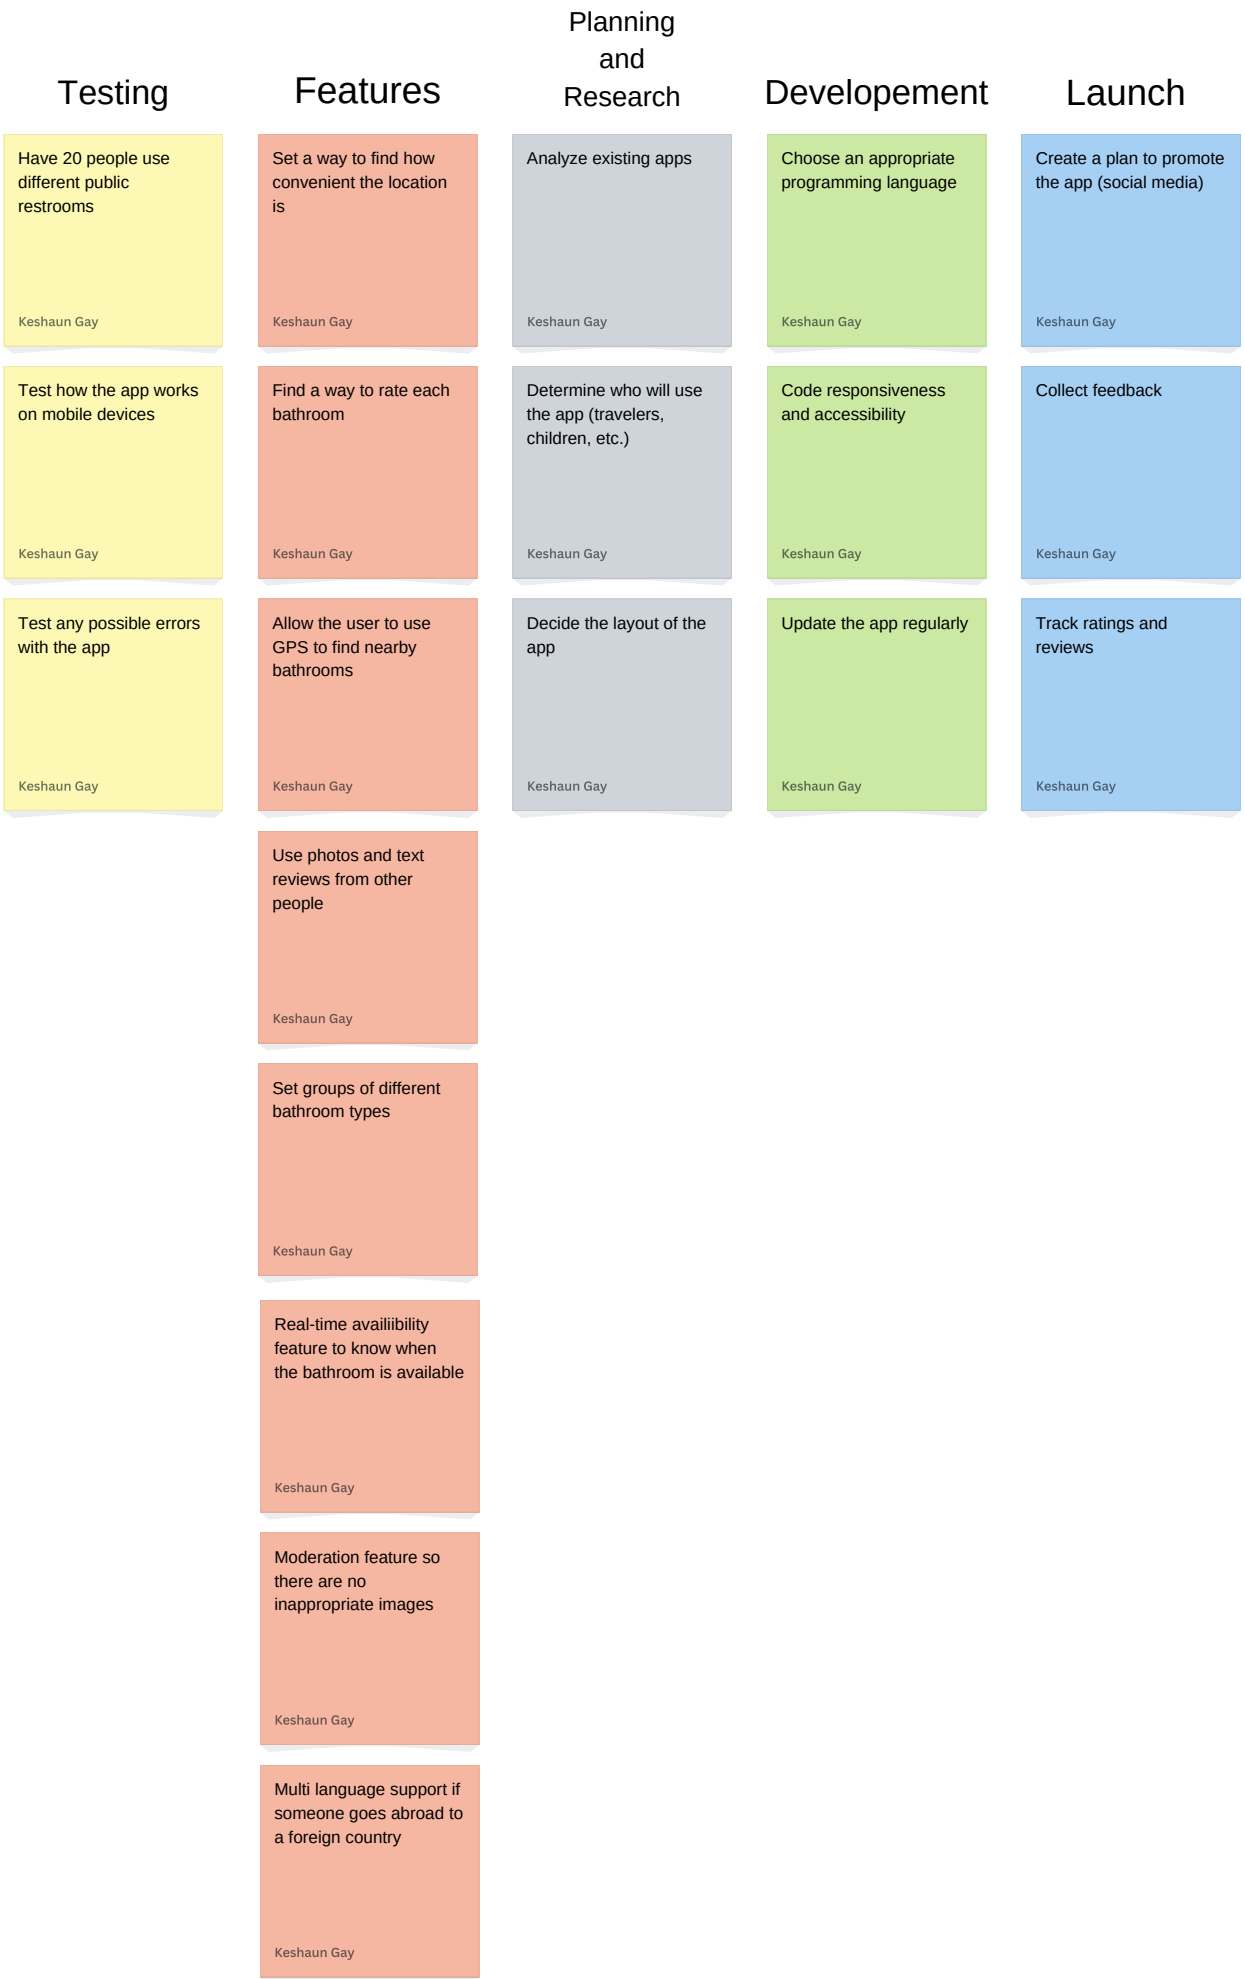 Testing
Have 20 people use
different public
restrooms
Keshaun Gay
Test how the app works
on mobile devices
Keshaun Gay
Test any possible errors
with the app
Keshaun Gay
Features
Set a way to find how
convenient the location
is
Keshaun Gay
Find a way to rate each
bathroom
Keshaun Gay
Allow the user to use
GPS to find nearby
bathrooms
Keshaun Gay
Use photos and text
reviews from other
people
Keshaun Gay
Set groups of different
bathroom types
Keshaun Gay
Real-time availiibility
feature to know when
the bathroom is available
Keshaun Gay
Moderation feature so
there are no
inappropriate images
Keshaun Gay
Multi language support if
someone goes abroad to
a foreign country
Keshaun Gay
Planning
and
Research
Analyze existing apps
Keshaun Gay
Determine who will use
the app (travelers,
children, etc.)
Keshaun Gay
Decide the layout of the
app
Keshaun Gay
Developement
Choose an appropriate
programming language
Keshaun Gay
Code responsiveness
and accessibility
Keshaun Gay
Update the app regularly
Keshaun Gay
Launch
Create a plan to promote
the app (social media)
Keshaun Gay
Collect feedback
Keshaun Gay
Track ratings and
reviews
Keshaun Gay